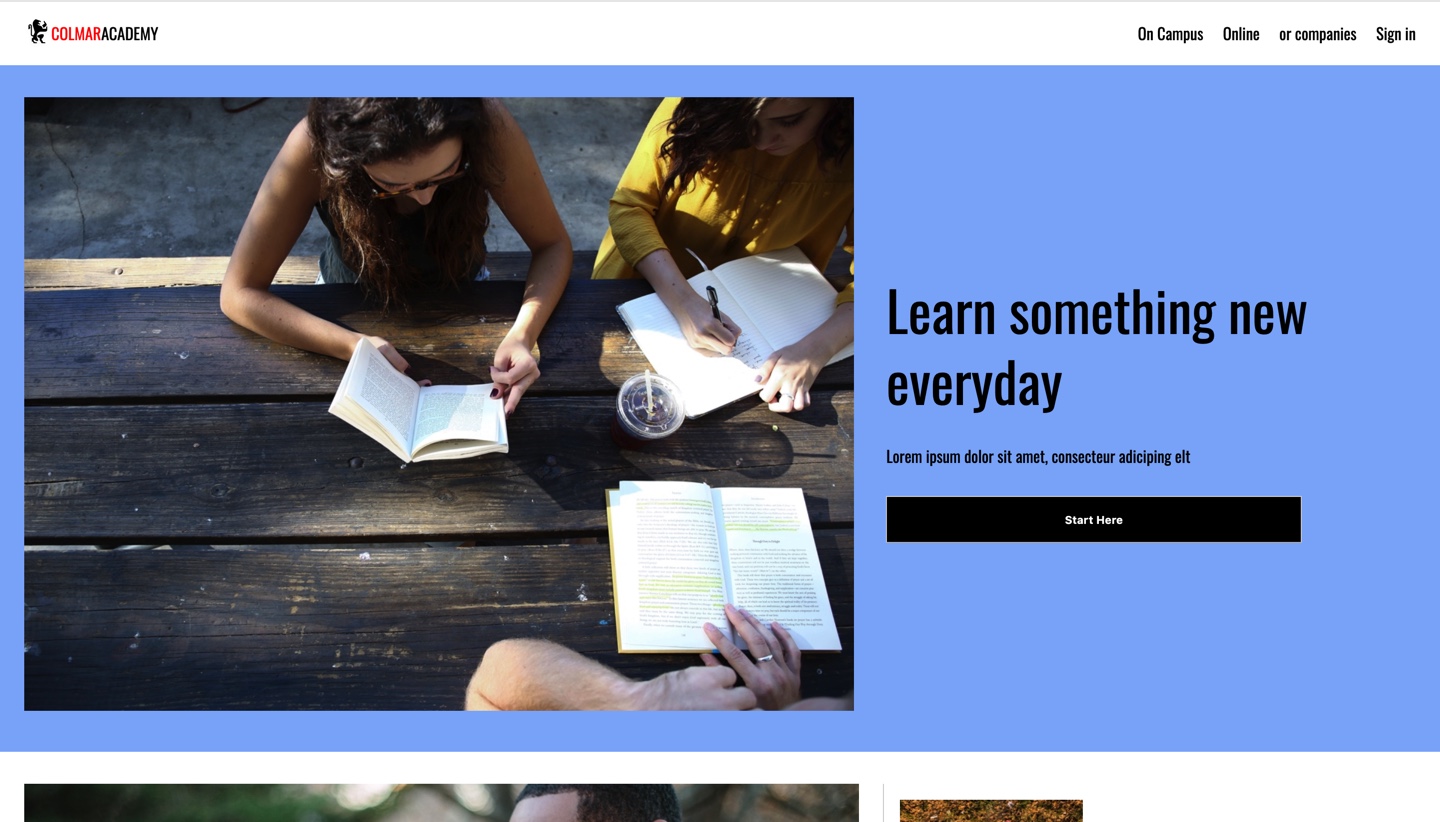 COLMARACADEMY
On Campus Online or companies Sign in
Learn something new
everyday
Lorem ipsum dolor sit amet, consecteur adiciping elt
Start Here